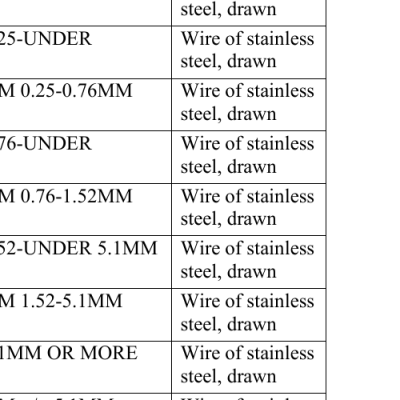 steel, drawn
25-UNDER
Wire of stainless
steel, drawn
M 0.25-0.76MM
Wire of stainless
steel, drawn
76-UNDER
Wire of stainless
steel, drawn
M 0.76-1.52MM
Wire of stainless
steel, drawn
52-UNDER 5.1MM
Wire of stainless
steel, drawn
M 1.52-5.1MM
Wire of stainless
steel, drawn
1MM OR MORE
Wire of stainless
steel, drawn